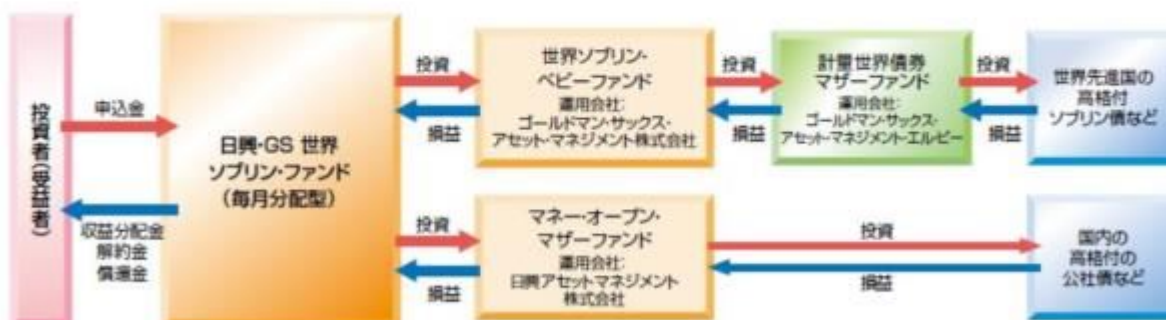 投資者(受益者)
申込金
収益分配金
解約金
償還金
日興・GS 世界
ソブリン・ファンド
(毎月分配型)
投資
損益
世界ソブリン・
ベビーファンド
運用会社:
ゴールドマン・サックス・
アセット・マネジメント株式会社
投資
損益
計量世界債券
マザーファンド
運用会社:
ゴールドマン・サックス・
アセット・マネジメント・エルピー
投資
損益
世界先進国の
高格付
ソブリン債など
投資
損益
マネー・オープン・
マザーファンド
運用会社:
日興アセットマネジメント
株式会社
投資
損益
国内の
高格付の
公社債など